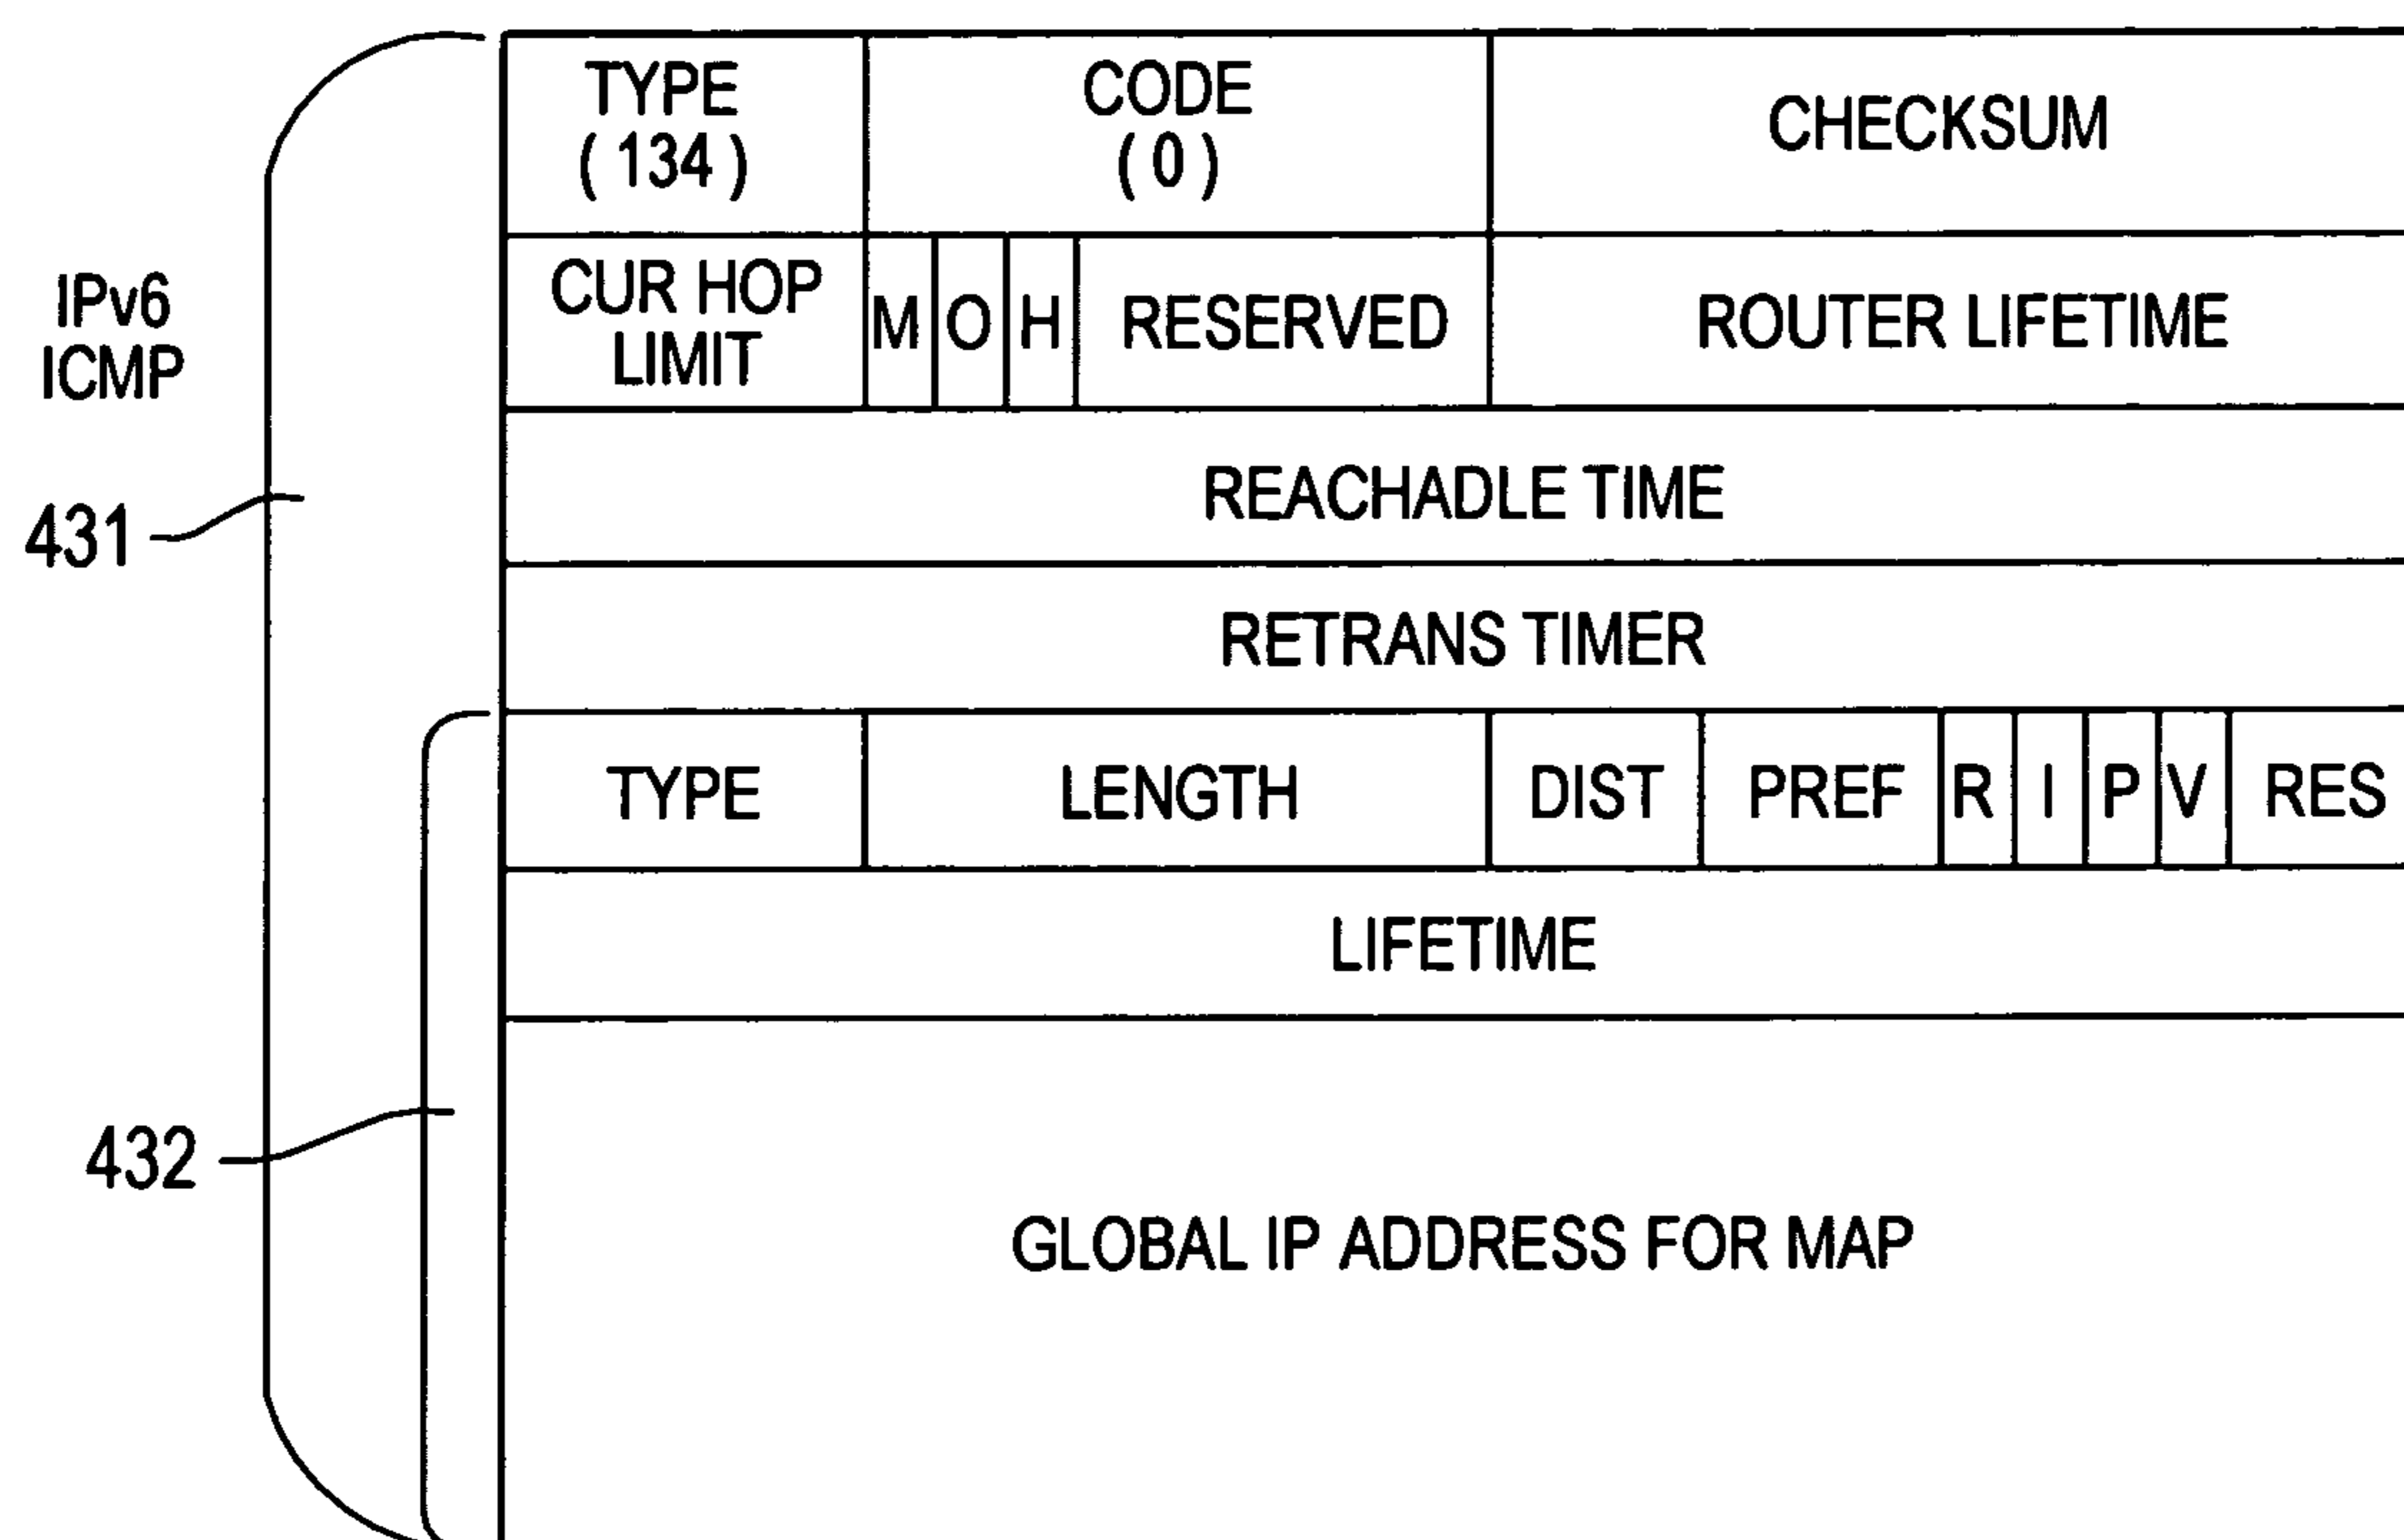 TYPE
( 134 )
CODE
( 0 )
CHECKSUM
CUR HOP
LIMIT
M
O
H
RESERVED
ROUTER LIFETIME
IPv6
ICMP
REACHADLE TIME
431
RETRANS TIMER
TYPE
LENGTH
DIST
PREF
R
I
P
V
RES
LIFETIME
432
GLOBAL IP ADDRESS FOR MAP